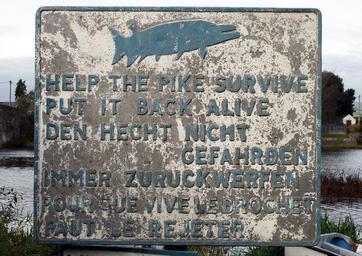 HELP THE PIKE SURVIVE
PUT IT BACK ALIVE
DEN HECHT NICHT
GEFAHRDEN
IMMER ZURUCKWERFEN
POUR QUE VIVE LE BROCHET
FAUT LE REJETER